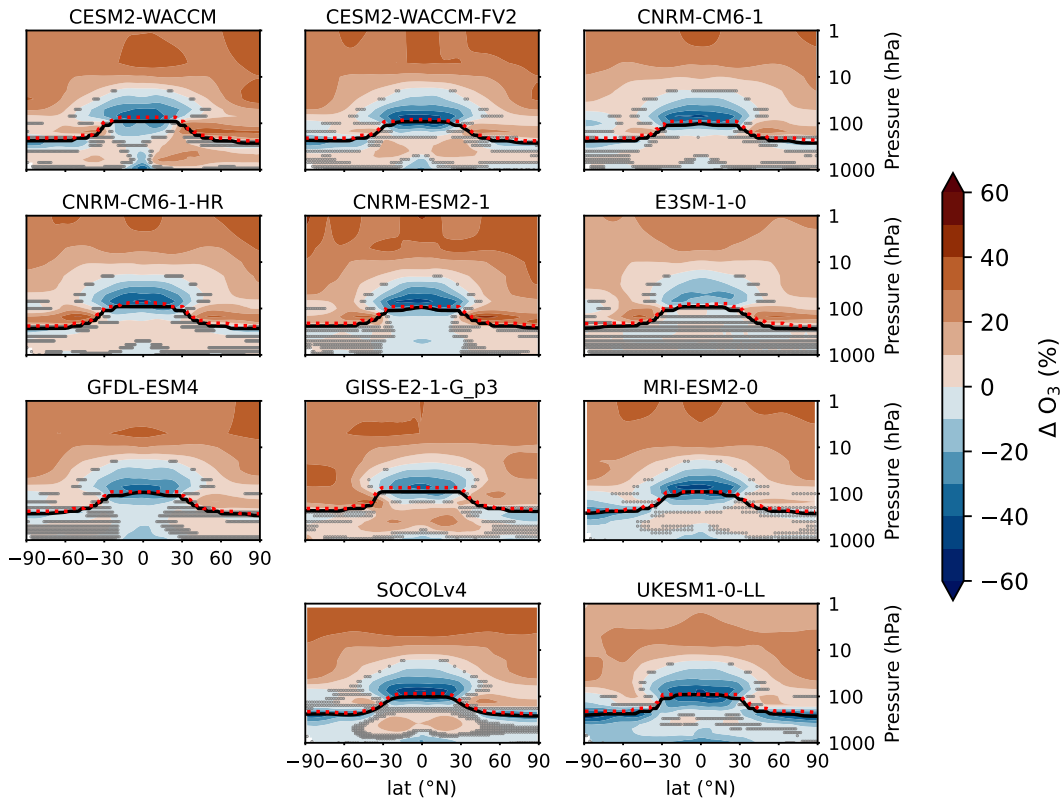 CESM2-WACCM
CESM2-WACCM-FV2
CNRM-CM6-1
1
10
100
1000
Pressure (hPa)
CNRM-CM6-1-HR
CNRM-ESM2-1
E3SM-1-0
1
10
100
1000
Pressure (hPa)
GFDL-ESM4
GISS-E2-1-G_p3
MRI-ESM2-0
1
10
100
1000
Pressure (hPa)
−90−60−30 0 30 60 90
SOCOLv4
UKESM1-0-LL
1
10
100
1000
Pressure (hPa)
−90−60−30 0 30 60 90
−90−60−30 0 30 60 90
lat (°N)
lat (°N)
60
40
20
0
−20
−40
−60
Δ O₃ (%)